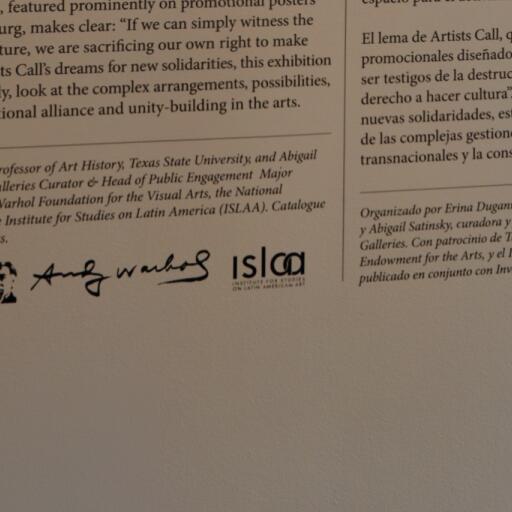 , featured prominently on promotional posters
urg, makes clear: “If we can simply witness the
ture, we are sacrificing our own right to make
ts Call’s dreams for new solidarities, this exhibition
y, look at the complex arrangements, possibilities,
tional alliance and unity-building in the arts.
rofessor of Art History, Texas State University, and Abigail
lleries Curator & Head of Public Engagement Major
Warhol Foundation for the Visual Arts, the National
Institute for Studies on Latin America (ISLAA). Catalogue
s.
Andy Warhol
islaa
INSTITUTE FOR STUDIES
ON LATIN AMERICAN ART
El lema de Artists Call, q
promocionales diseñado
ser testigos de la destruc
derecho a hacer cultura”
nuevas solidaridades, est
de las complejas gestione
transnacionales y la cons
Organizado por Erina Dugan
y Abigail Satinsky, curadora y
Galleries. Con patrocinio de T
Endowment for the Arts, y el I
publicado en conjunto con Inv